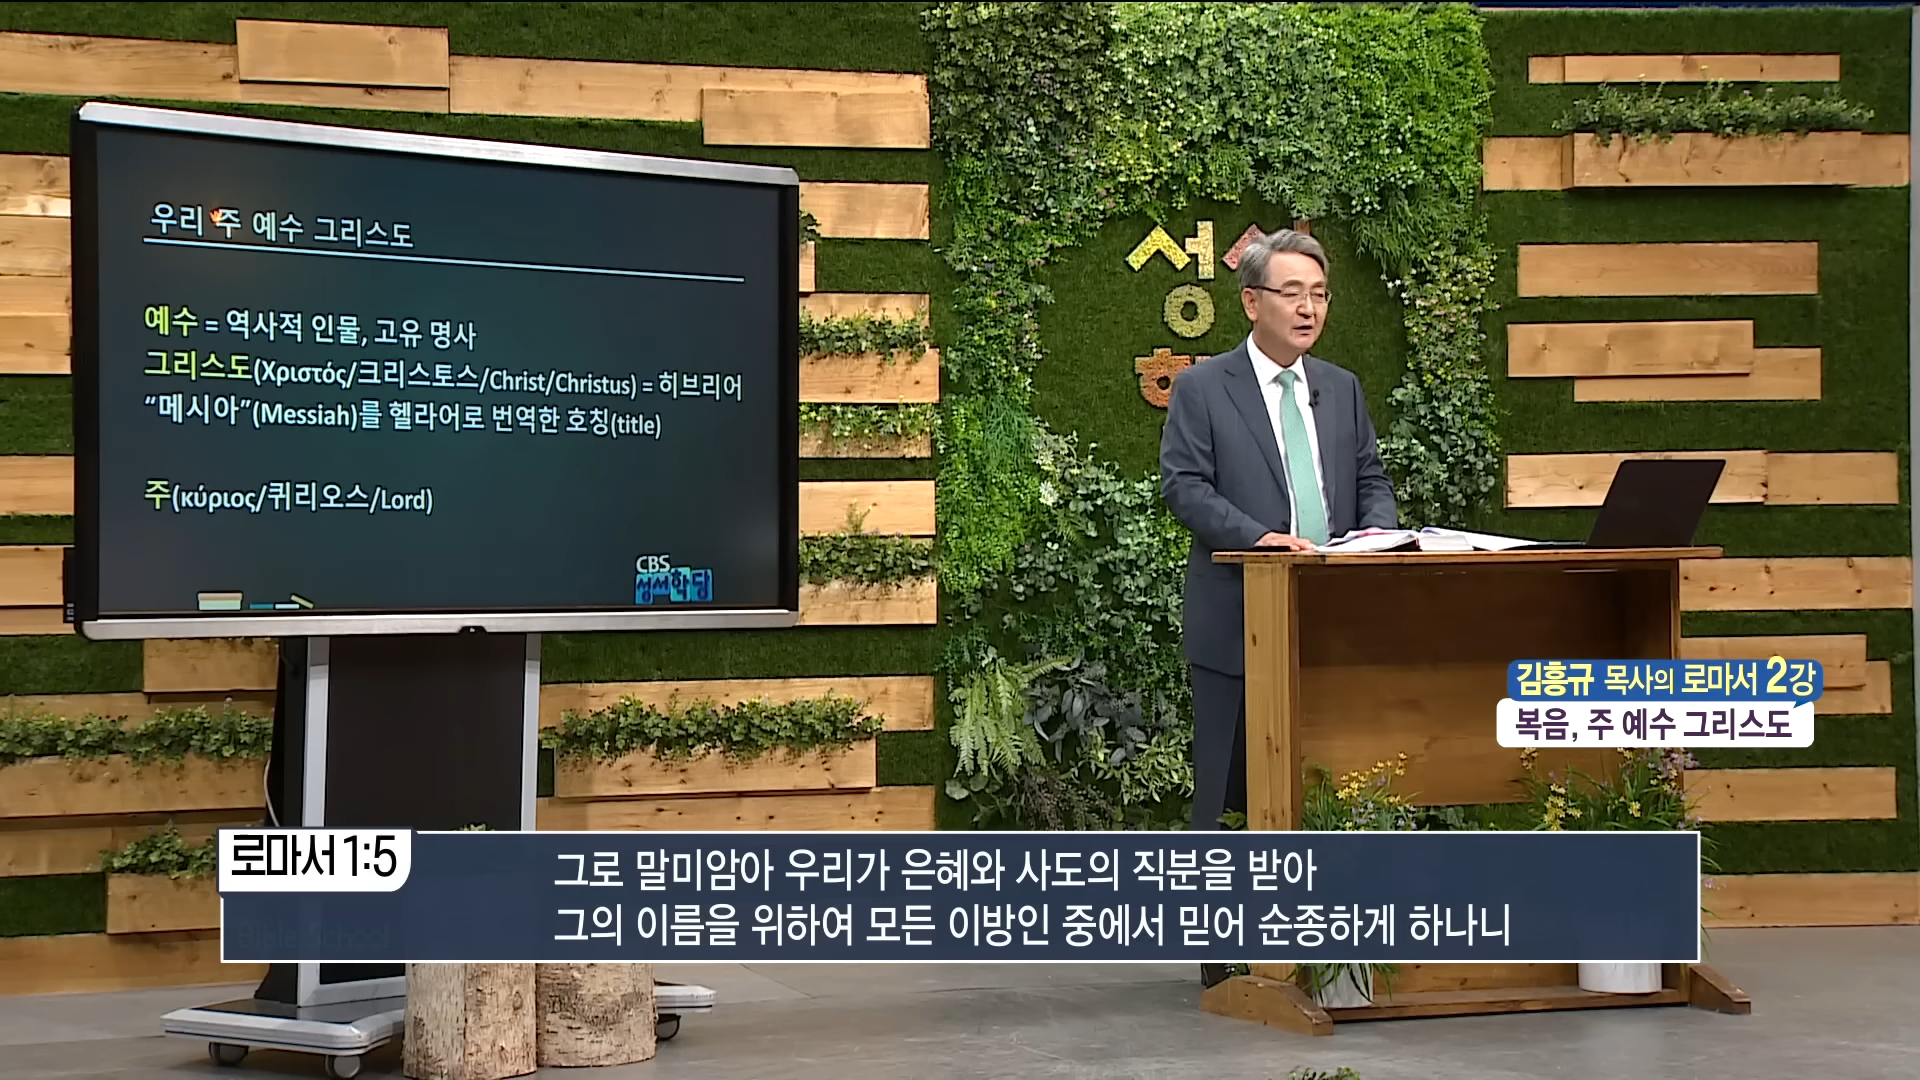 우리 주 예수 그리스도
예수 = 역사적 인물, 고유 명사
그리스도(Χριστός/크리스토스/Christ/Christus) = 히브리어
“메시아”(Messiah)를 헬라어로 번역한 호칭(title)
주(κύριος/퀴리오스/Lord)
CBS
성서학당
성
김흥규 목사의 로마서 2강
복음, 주 예수 그리스도
로마서 1:5
그로 말미암아 우리가 은혜와 사도의 직분을 받아
그의 이름을 위하여 모든 이방인 중에서 믿어 순종하게 하나니
Bible School